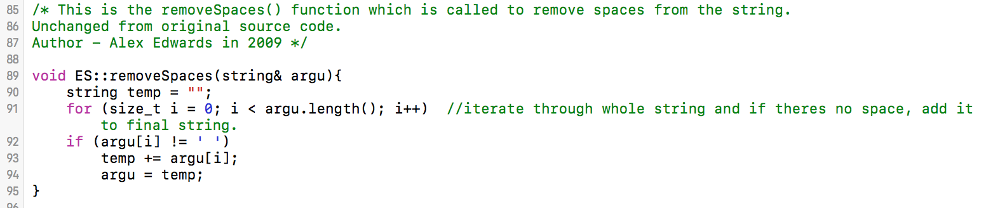 85 /* This is the removeSpaces() function which is called to remove spaces from the string.
86 Unchanged from original source code.
87 Author – Alex Edwards in 2009 */
88
89 void ES::removeSpaces(string& argu){
90 string temp = "";
91 for (size_t i = 0; i < argu.length(); i++) //iterate through whole string and if theres no space, add it
to final string.
92 if (argu[i] != ' ')
93 temp += argu[i];
94 argu = temp;
95 }
96